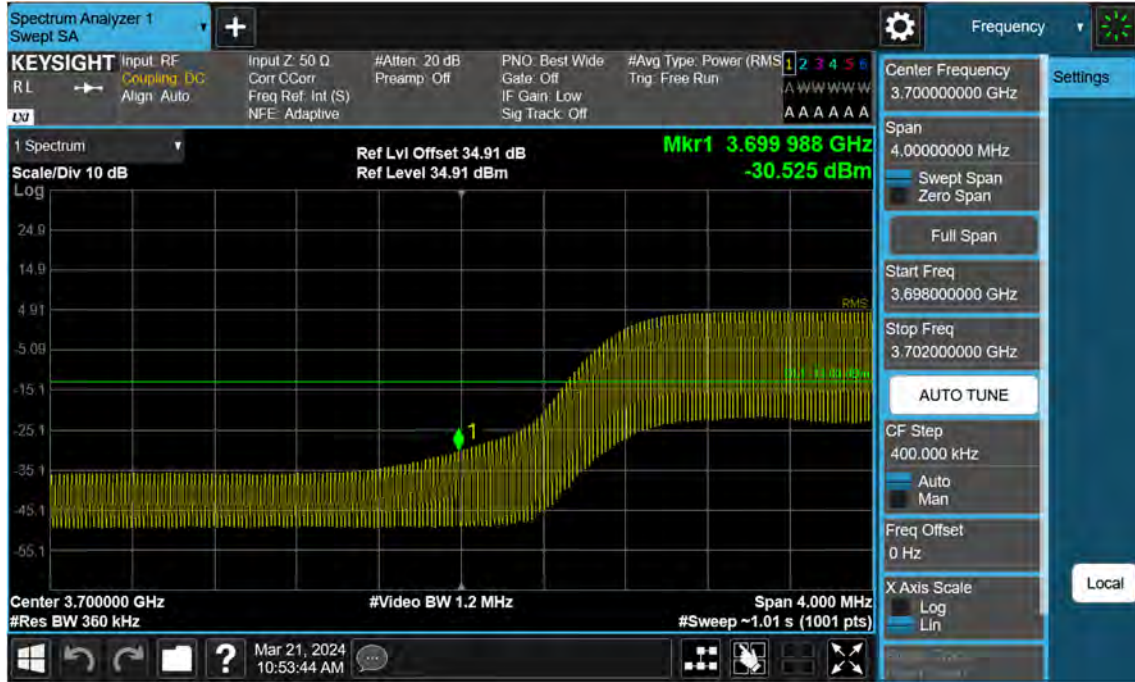 Spectrum Analyzer 1
Swept SA
+
Frequency
KEYSIGHT
RL
LXI
Input: RF
Coupling: DC
Align: Auto
Input Z: 50 Ω
Corr CCorr
Freq Ref: Int (S)
NFE: Adaptive
#Atten: 20 dB
Preamp: Off
PNO: Best Wide
Gate: Off
IF Gain: Low
Sig Track: Off
#Avg Type: Power (RMS
Trig: Free Run
1 2 3 4 5 6
A W W W W W
A A A A A A
1 Spectrum
Scale/Div 10 dB
Ref Lvl Offset 34.91 dB
Ref Level 34.91 dBm
Mkr1 3.699 988 GHz
-30.525 dBm
Log
24.9
14.9
4.91
-5.09
-15.1
-25.1
-35.1
-45.1
-55.1
RMS
1
Center 3.700000 GHz
#Res BW 360 kHz
#Video BW 1.2 MHz
Span 4.000 MHz
#Sweep ~1.01 s (1001 pts)
Center Frequency
3.700000000 GHz
Span
4.00000000 MHz
Swept Span
Zero Span
Full Span
Start Freq
3.698000000 GHz
Stop Freq
3.702000000 GHz
AUTO TUNE
CF Step
400.000 kHz
Auto
Man
Freq Offset
0 Hz
X Axis Scale
Log
Lin
Settings
Local
?
Mar 21, 2024
10:53:44 AM